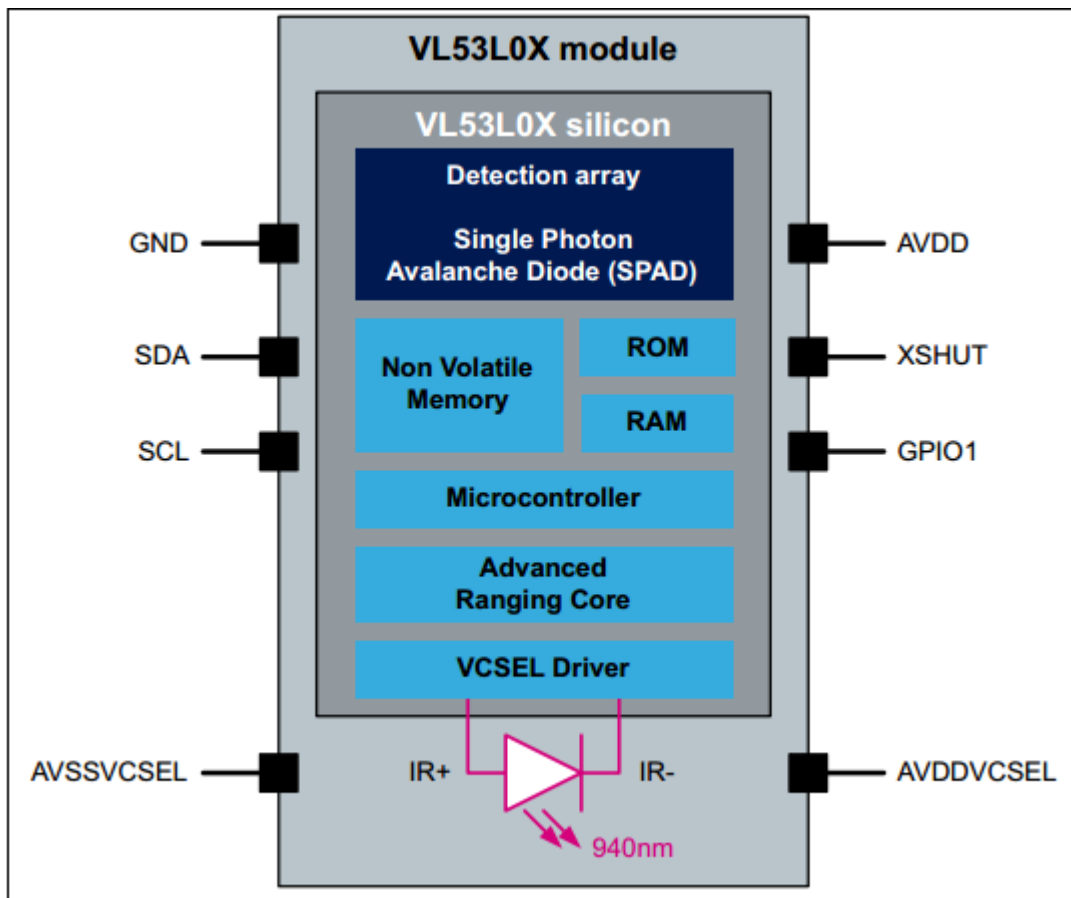 VL53L0X module
VL53L0X silicon
Detection array
Single Photon
Avalanche Diode (SPAD)
GND
AVDD
SDA
Non Volatile
Memory
ROM
XSHUT
RAM
SCL
GPIO1
Microcontroller
Advanced
Ranging Core
VCSEL Driver
AVSSVCSEL
IR+
IR-
AVDDVCSEL
940nm